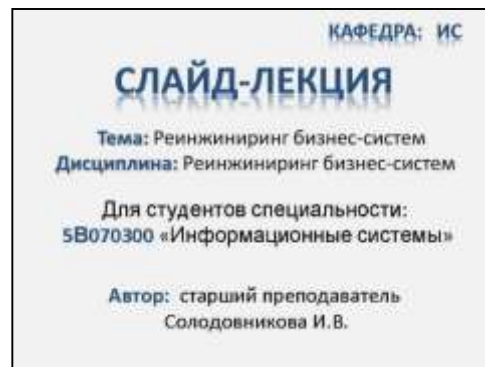 КАФЕДРА: ИС
СЛАЙД-ЛЕКЦИЯ
Тема: Реинжиниринг бизнес-систем
Дисциплина: Реинжиниринг бизнес-систем
Для студентов специальности:
5В070300 «Информационные системы»
Автор: старший преподаватель
Солодовникова И.В.